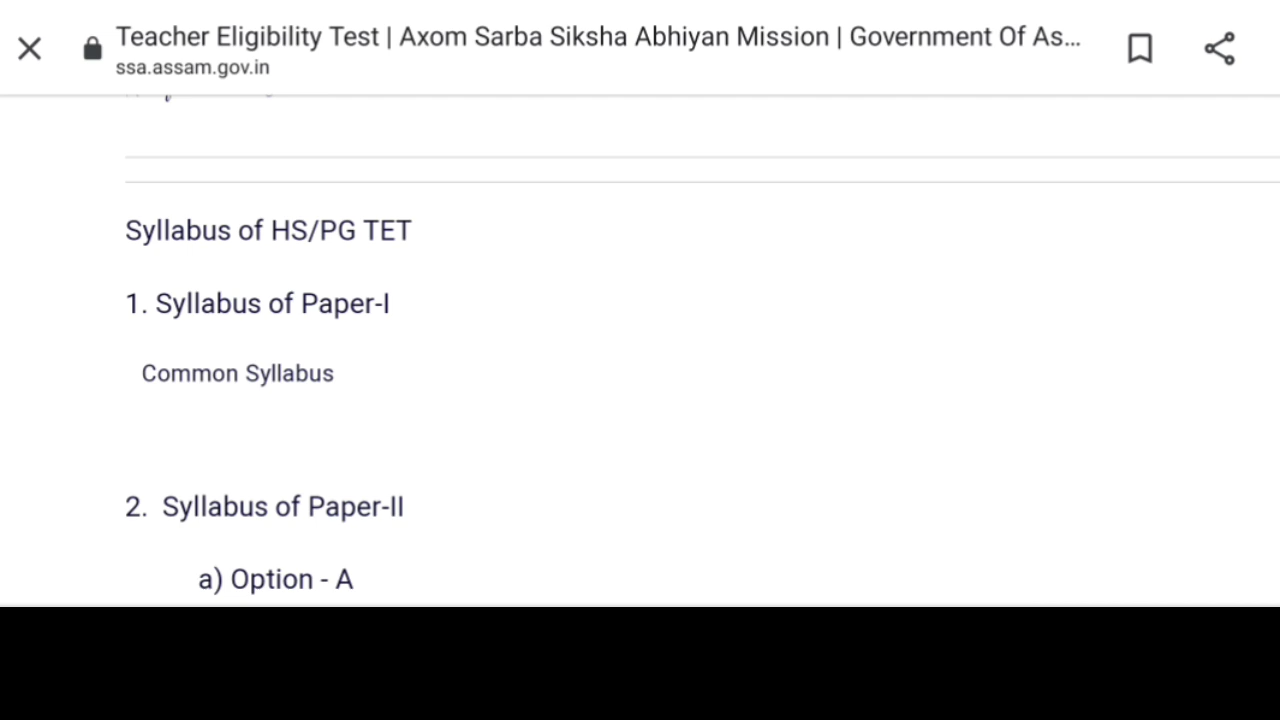 Teacher Eligibility Test | Axom Sarba Siksha Abhiyan Mission | Government Of As...
ssa.assam.gov.in
Syllabus of HS/PG TET
1. Syllabus of Paper-I
Common Syllabus
2. Syllabus of Paper-II
a) Option - A